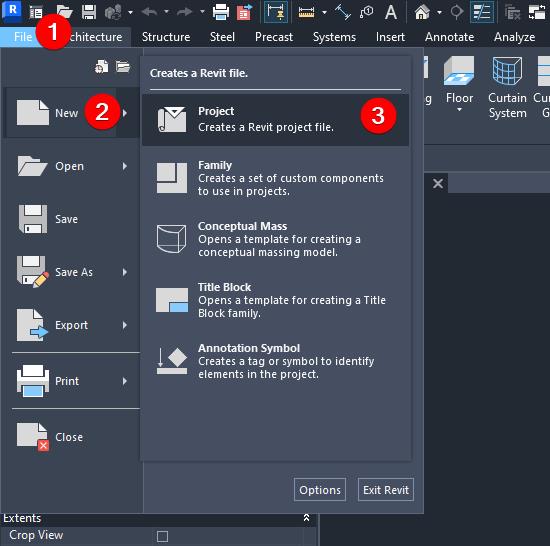 R
File 1 Architecture Structure Steel Precast Systems Insert Annotate Analyze
Creates a Revit file.
New 2
Project
Creates a Revit project file.
3
Floor
Curtain
System
Family
Creates a set of custom components
to use in projects.
Open
Save
Conceptual Mass
Opens a template for creating a
conceptual massing model.
Save As
Title Block
Opens a template for creating a Title
Block family.
Export
Annotation Symbol
Creates a tag or symbol to identify
elements in the project.
Print
Close
Options Exit Revit
Extents
Crop View